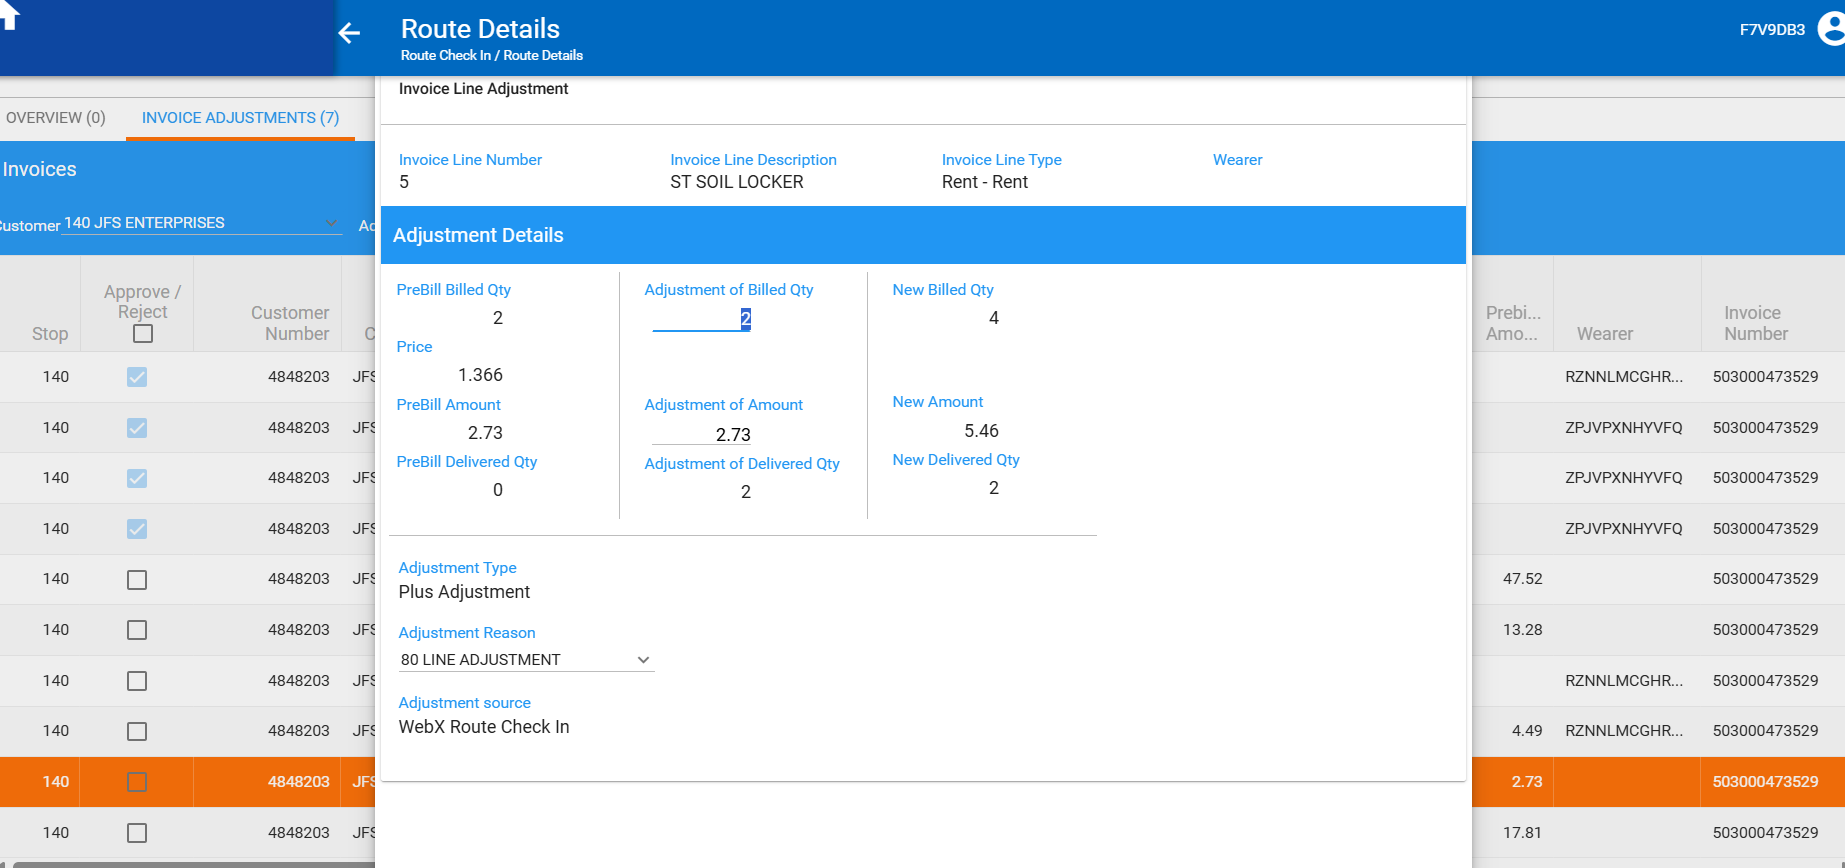 Route Details
Route Check In / Route Details
F7V9DB3
OVERVIEW (0)
INVOICE ADJUSTMENTS (7)
Invoices
140 JFS ENTERPRISES
Invoice Line Adjustment
Invoice Line Number
5
Invoice Line Description
ST SOIL LOCKER
Invoice Line Type
Rent - Rent
Wearer
Adjustment Details
PreBill Billed Qty
2
Price
1.366
PreBill Amount
2.73
PreBill Delivered Qty
0
Adjustment of Billed Qty
2
Adjustment of Amount
2.73
Adjustment of Delivered Qty
2
New Billed Qty
4
New Amount
5.46
New Delivered Qty
2
Adjustment Type
Plus Adjustment
Adjustment Reason
80 LINE ADJUSTMENT
Adjustment source
WebX Route Check In
Stop
Approve /
Reject
Customer
Number
Prebi...
Amo...
Wearer
Invoice
Number
140 4848203 JFS RZNNLMCGHR... 503000473529
140 4848203 JFS ZPJVPXNHYVFQ 503000473529
140 4848203 JFS ZPJVPXNHYVFQ 503000473529
140 4848203 JFS ZPJVPXNHYVFQ 503000473529
140 4848203 JFS 47.52 503000473529
140 4848203 JFS 13.28 503000473529
140 4848203 JFS RZNNLMCGHR... 503000473529
140 4848203 JFS 4.49 RZNNLMCGHR... 503000473529
140 4848203 JFS 2.73 503000473529
140 4848203 JFS 17.81 503000473529